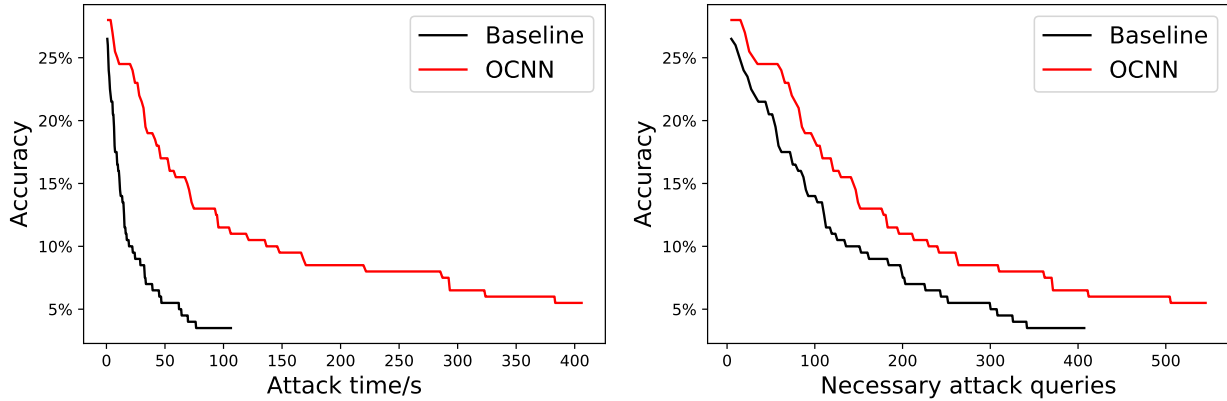 Accuracy
25%
20%
15%
10%
5%
Baseline
OCNN
0 50 100 150 200 250 300 350 400
Attack time/s
Accuracy
25%
20%
15%
10%
5%
Baseline
OCNN
0 100 200 300 400 500
Necessary attack queries